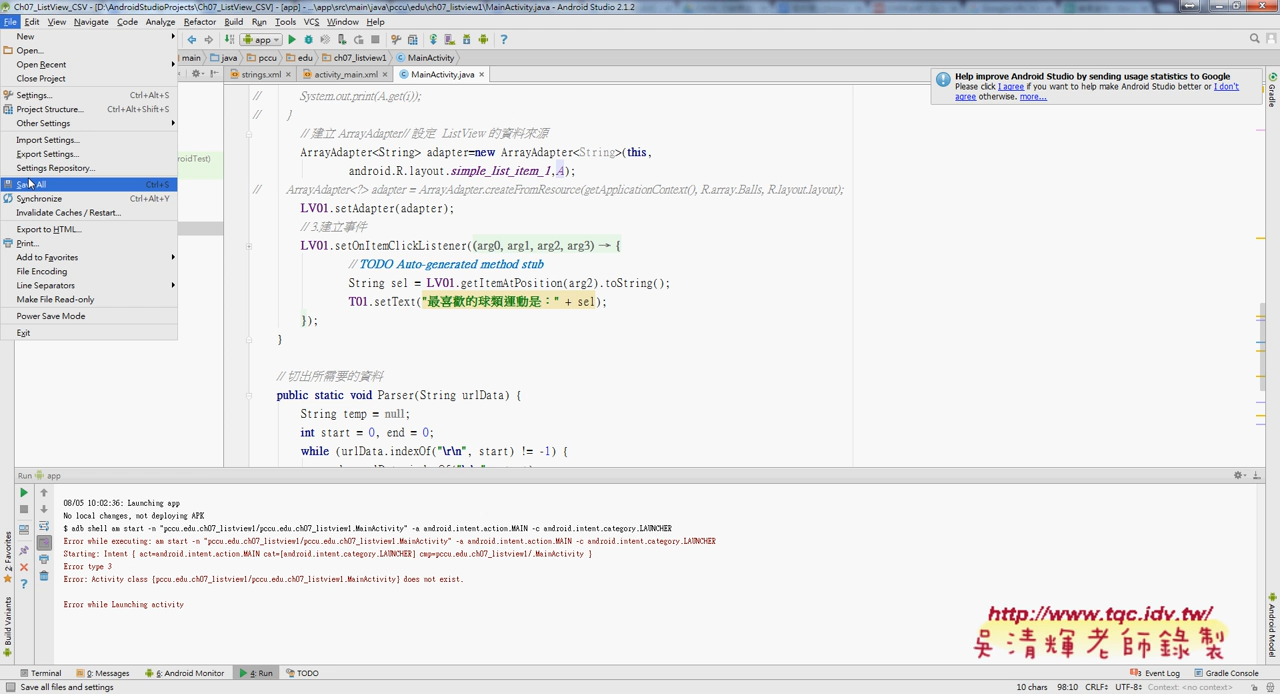 Ch07_ListView_CSV - [D:\AndroidStudioProjects\Ch07_ListView_CSV] - [app] - ...\app\src\main\java\pccu\edu\ch07_listview1\MainActivity.java - Android Studio 2.1.2
File Edit View Navigate Code Analyze Refactor Build Run Tools VCS Window Help
app
main java pccu edu ch07_listview1 MainActivity
strings.xml activity_main.xml MainActivity.java
New
Open...
Open Recent
Close Project
Settings... Ctrl+Alt+S
Project Structure... Ctrl+Alt+Shift+S
Other Settings
Import Settings...
Export Settings...
Settings Repository...
Save All Ctrl+S
Synchronize Ctrl+Alt+Y
Invalidate Caches / Restart...
Export to HTML...
Print...
Add to Favorites
File Encoding
Line Separators
Make File Read-only
Power Save Mode
Exit
roidTest)
Help improve Android Studio by sending usage statistics to Google
Please click I agree if you want to help make Android Studio better or I don't
agree otherwise. more...
// System.out.print(A.get(i));
// }
// 建立 ArrayAdapter// 設定 ListView 的資料來源
ArrayAdapter<String> adapter=new ArrayAdapter<String>(this,
android.R.layout.simple_list_item_1,A);
// ArrayAdapter<?> adapter = ArrayAdapter.createFromResource(getApplicationContext(), R.array.Balls, R.layout.layout);
LV01.setAdapter(adapter);
// 3.建立事件
LV01.setOnItemClickListener((arg0, arg1, arg2, arg3) → {
// TODO Auto-generated method stub
String sel = LV01.getItemAtPosition(arg2).toString();
T01.setText("最喜歡的球類運動是：" + sel);
});
}
// 切出所需要的資料
public static void Parser(String urlData) {
String temp = null;
int start = 0, end = 0;
while (urlData.indexOf("\r\n", start) != -1) {
Run app
08/05 10:02:36: Launching app
No local changes, not deploying APK
$ adb shell am start -n "pccu.edu.ch07_listview1/pccu.edu.ch07_listview1.MainActivity" -a android.intent.action.MAIN -c android.intent.category.LAUNCHER
Error while executing: am start -n "pccu.edu.ch07_listview1/pccu.edu.ch07_listview1.MainActivity" -a android.intent.action.MAIN -c android.intent.category.LAUNCHER
Starting: Intent { act=android.intent.action.MAIN cat=[android.intent.category.LAUNCHER] cmp=pccu.edu.ch07_listview1/.MainActivity }
Error type 3
Error: Activity class {pccu.edu.ch07_listview1/pccu.edu.ch07_listview1.MainActivity} does not exist.
Error while Launching activity
Gradle
Android Model
2: Favorites
Build Variants
http://www.tqc.idv.tw/
吳清輝老師錄製
Terminal 0: Messages 6: Android Monitor 4: Run TODO Event Log Gradle Console
Save all files and settings 10 chars 98:10 CRLF÷ UTF-8÷ Context: <no context>